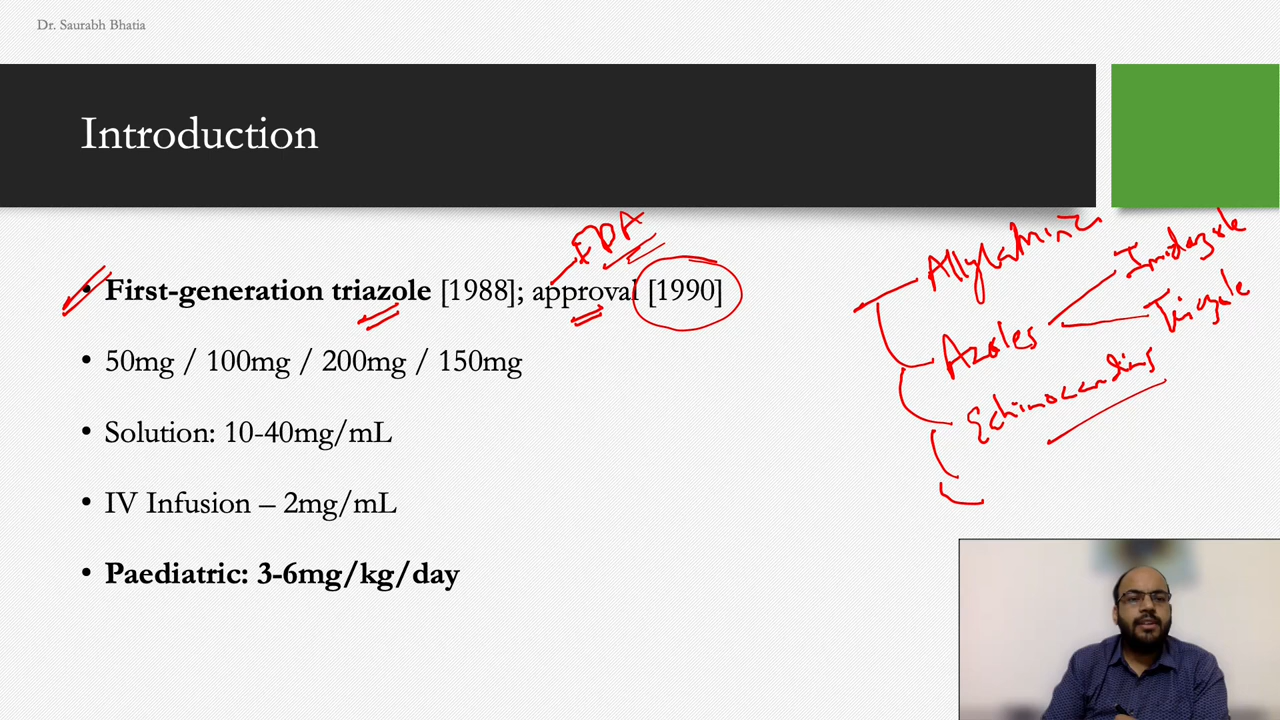 Dr. Saurabh Bhatia
Introduction
FDA
• First-generation triazole [1988]; approval [1990]
• 50mg / 100mg / 200mg / 150mg
• Solution: 10-40mg/mL
• IV Infusion – 2mg/mL
• Paediatric: 3-6mg/kg/day
Allylamines
Imidazole
Azoles
Triazole
Echinocandins